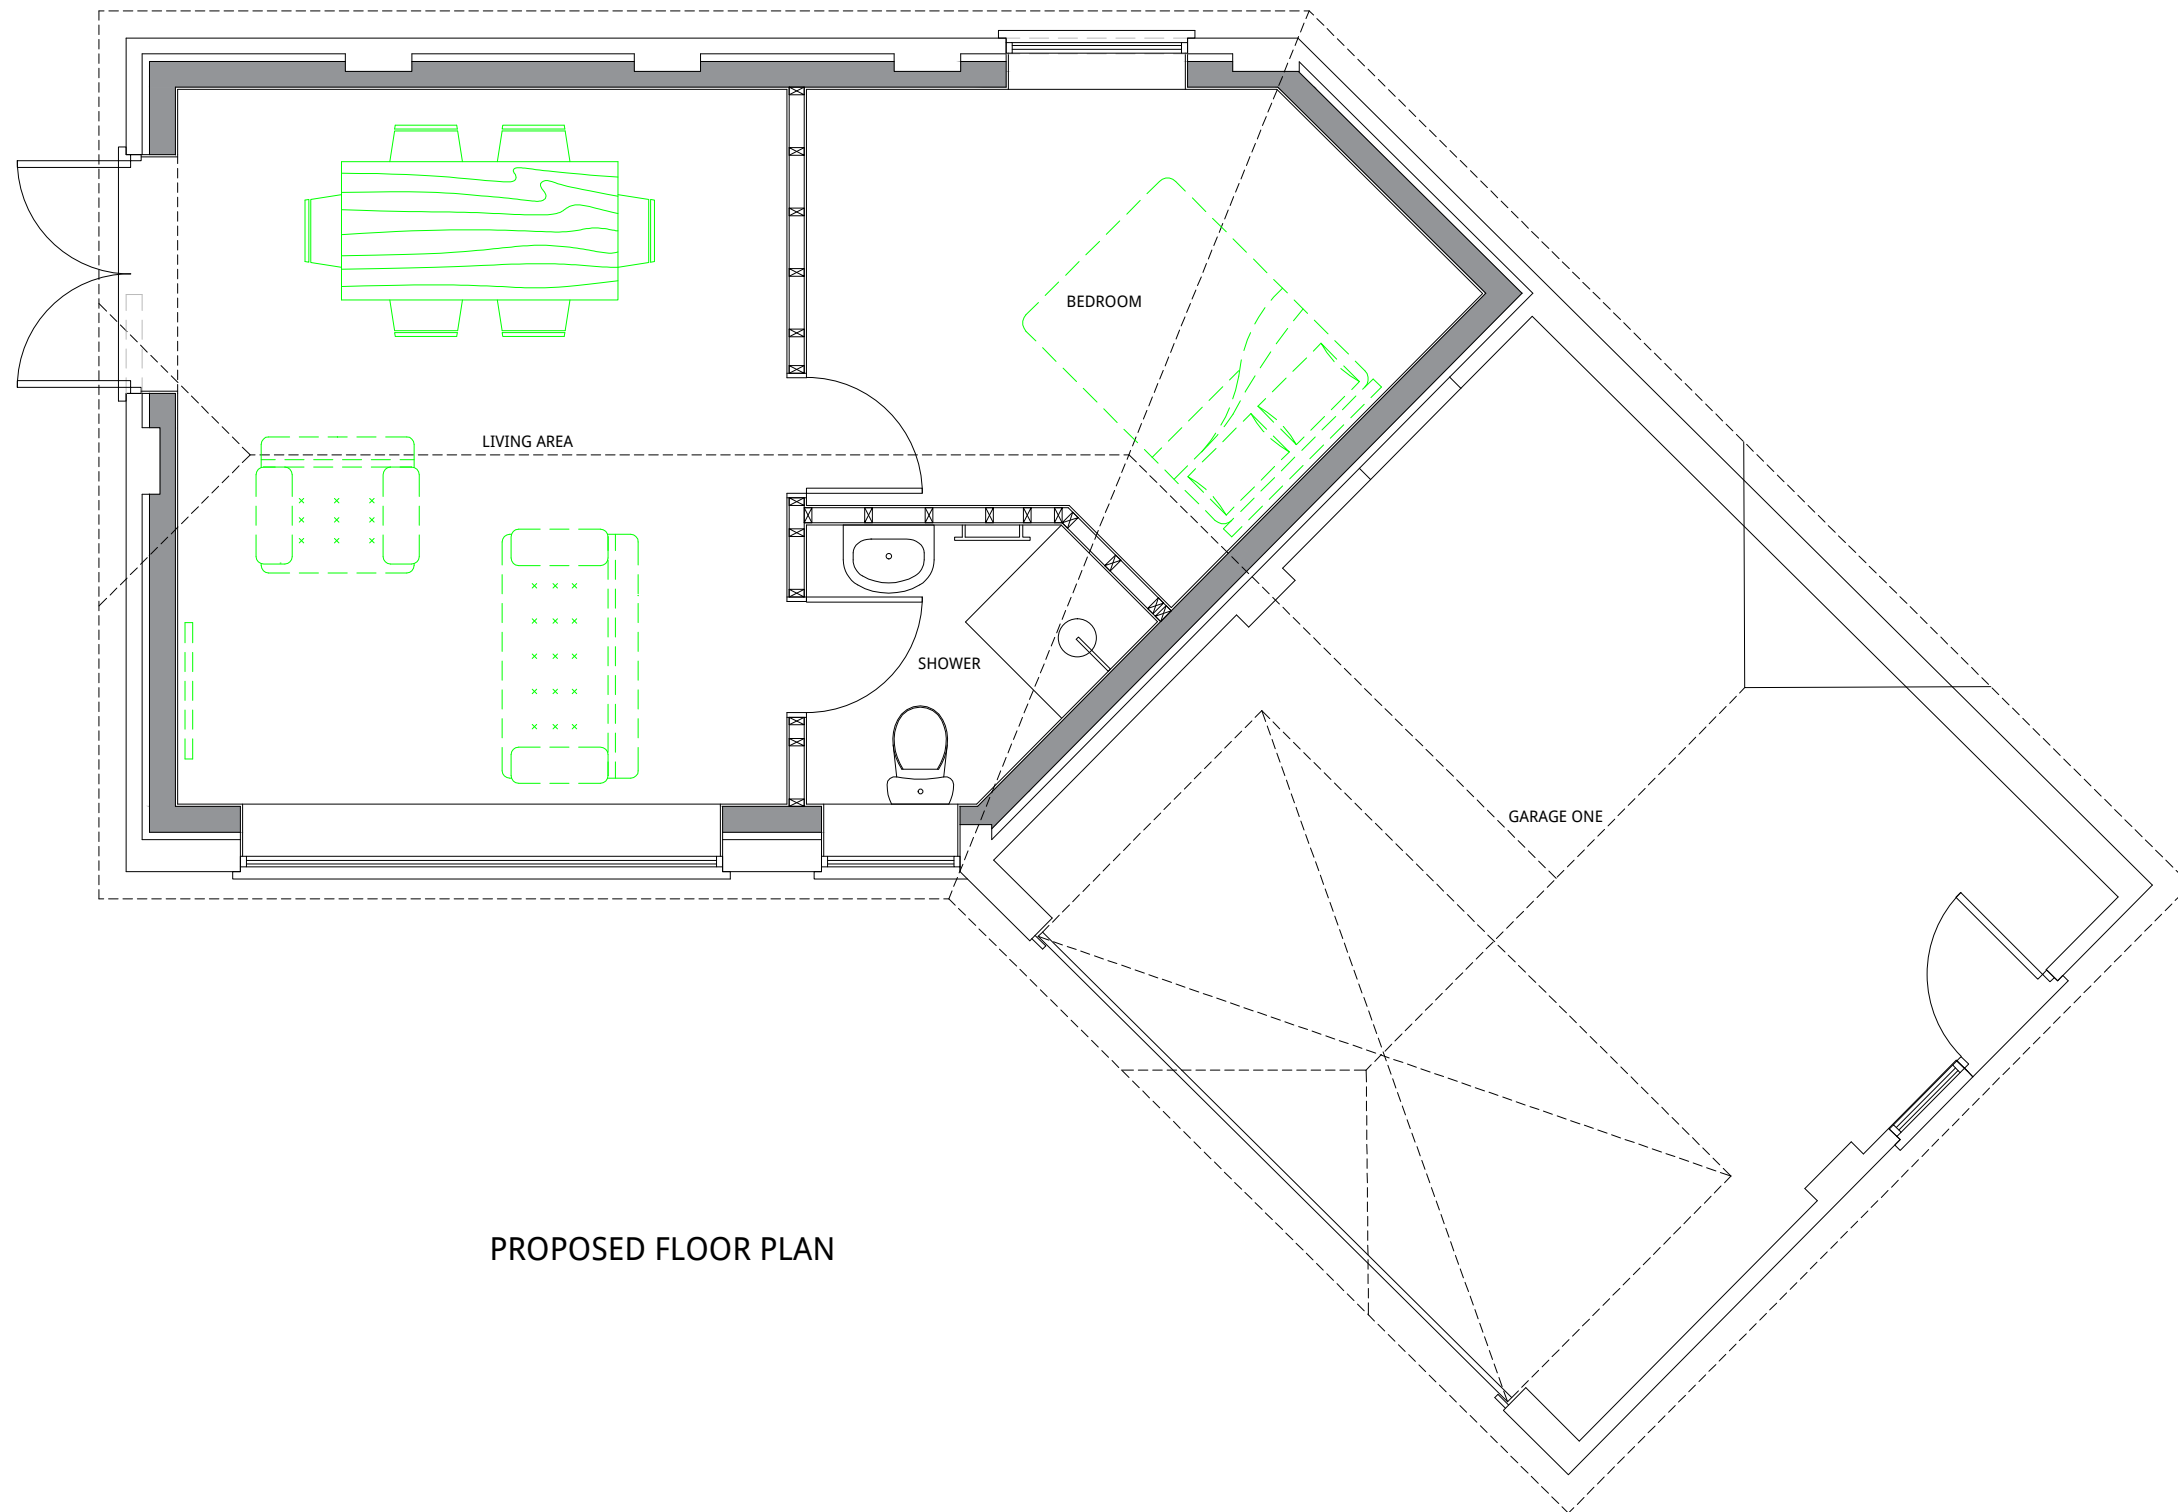 BEDROOM
LIVING AREA
SHOWER
GARAGE ONE
PROPOSED FLOOR PLAN